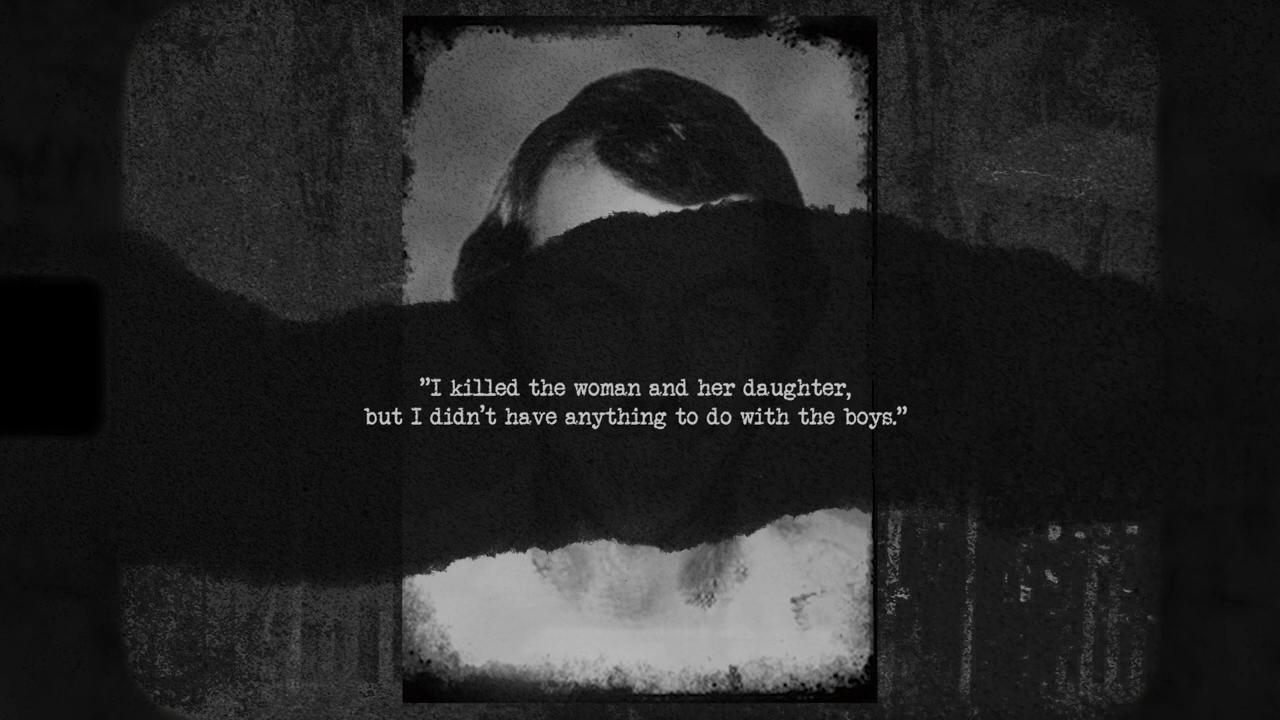 ”I killed the woman and her daughter,
but I didn’t have anything to do with the boys.”